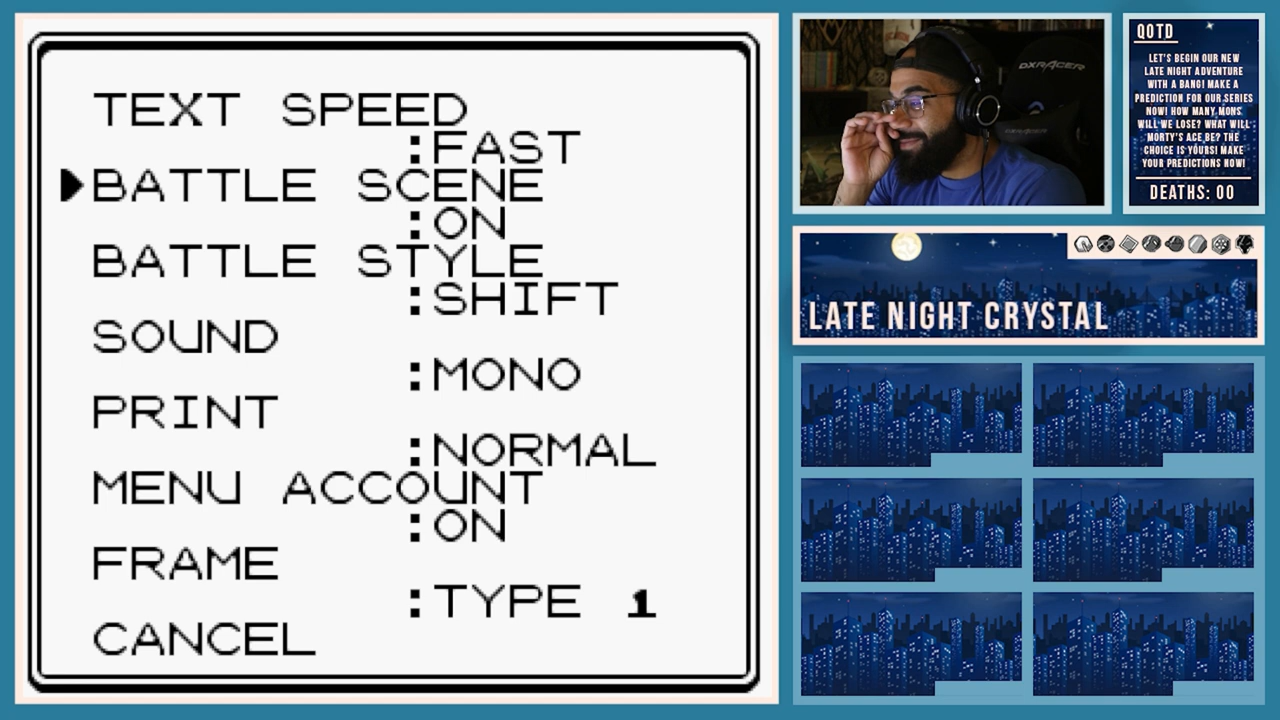 TEXT SPEED
:FAST
BATTLE SCENE
:ON
BATTLE STYLE
:SHIFT
SOUND
:MONO
PRINT
:NORMAL
MENU ACCOUNT
:ON
FRAME
:TYPE 1
CANCEL
DXRACER
QOTD
LET'S BEGIN OUR NEW
LATE NIGHT ADVENTURE
WITH A BANG! MAKE A
PREDICTION FOR OUR SERIES
NOW! HOW MANY MONS
WILL WE LOSE? WHAT WILL
MORTY'S ACE BE? THE
CHOICE IS YOURS! MAKE
YOUR PREDICTIONS NOW!
DEATHS: 00
LATE NIGHT CRYSTAL